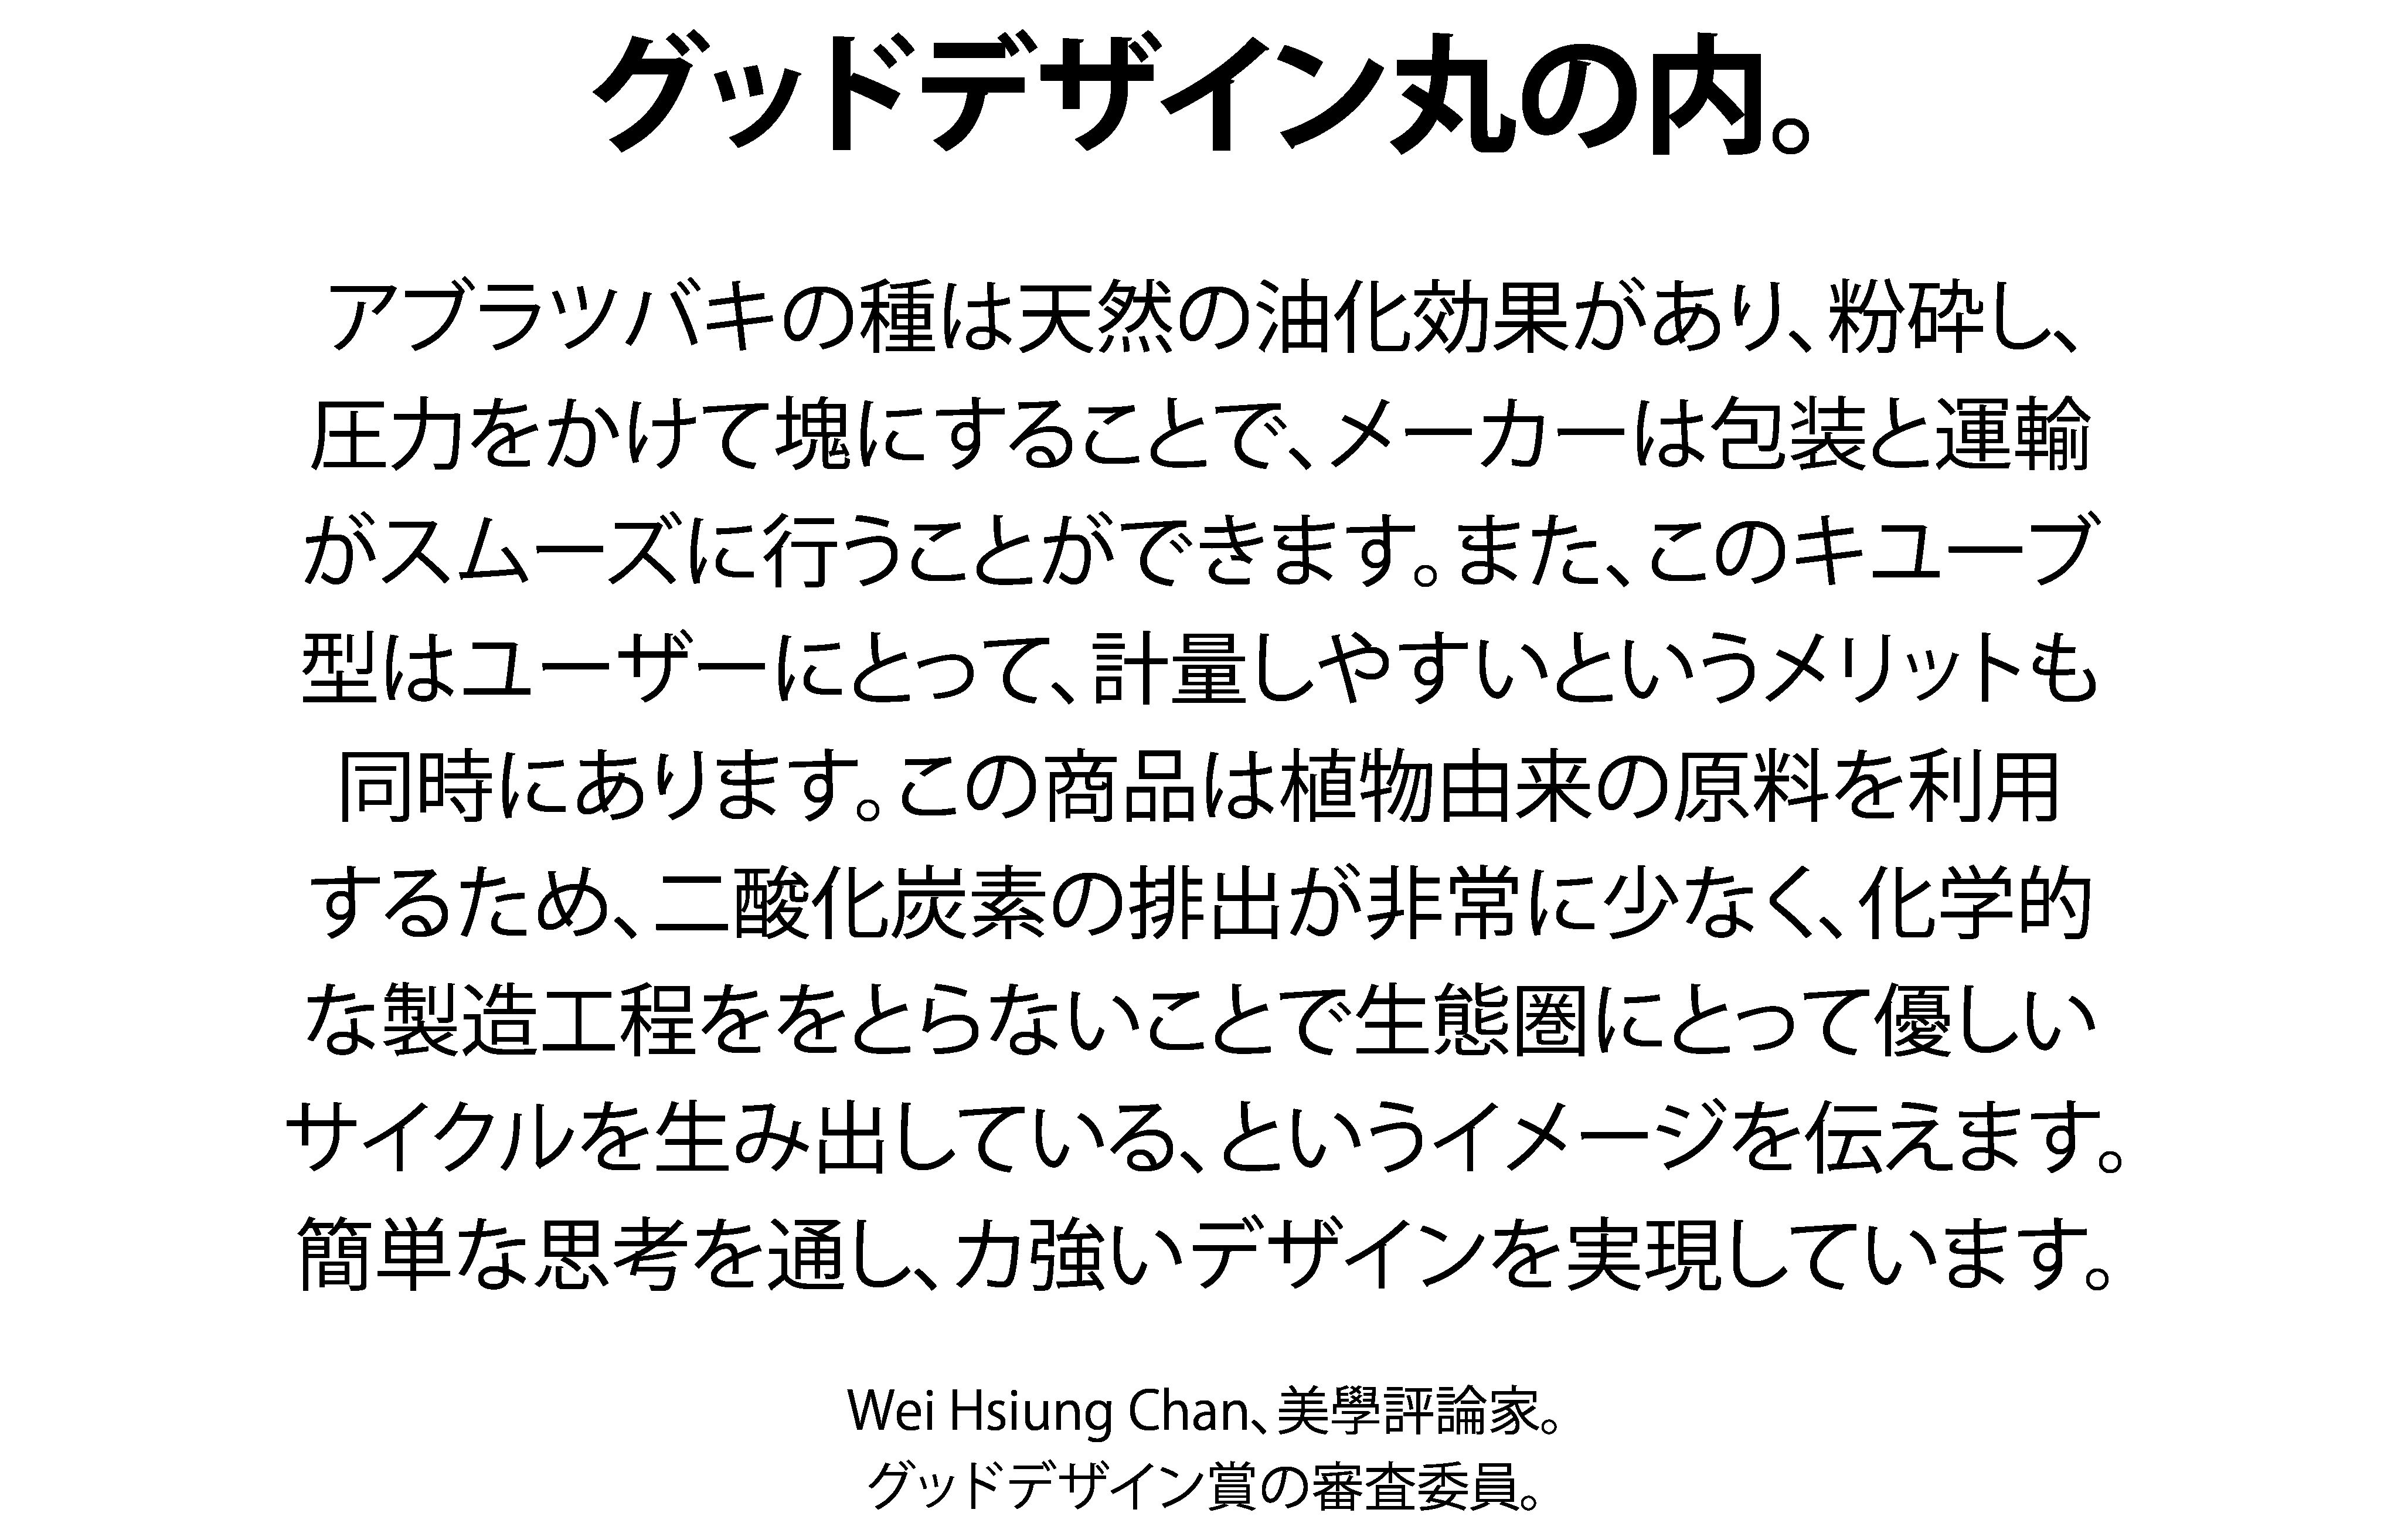 グッドデザイン丸の内。
アブラツバキの種は天然の油化効果があり、粉砕し、
圧力をかけて塊にすることで、メーカーは包装と運輸
がスムーズに行うことができます。また、このキユーブ
型はユーザーにとって、計量しやすいというメリットも
同時にあります。この商品は植物由来の原料を利用
するため、二酸化炭素の排出が非常に少なく、化学的
な製造工程ををとらないことで生態圏にとって優しい
サイクルを生み出している、というイメージを伝えます。
簡単な思考を通し、力強いデザインを実現しています。
Wei Hsiung Chan、美學評論家。
グッドデザイン賞の審査委員。